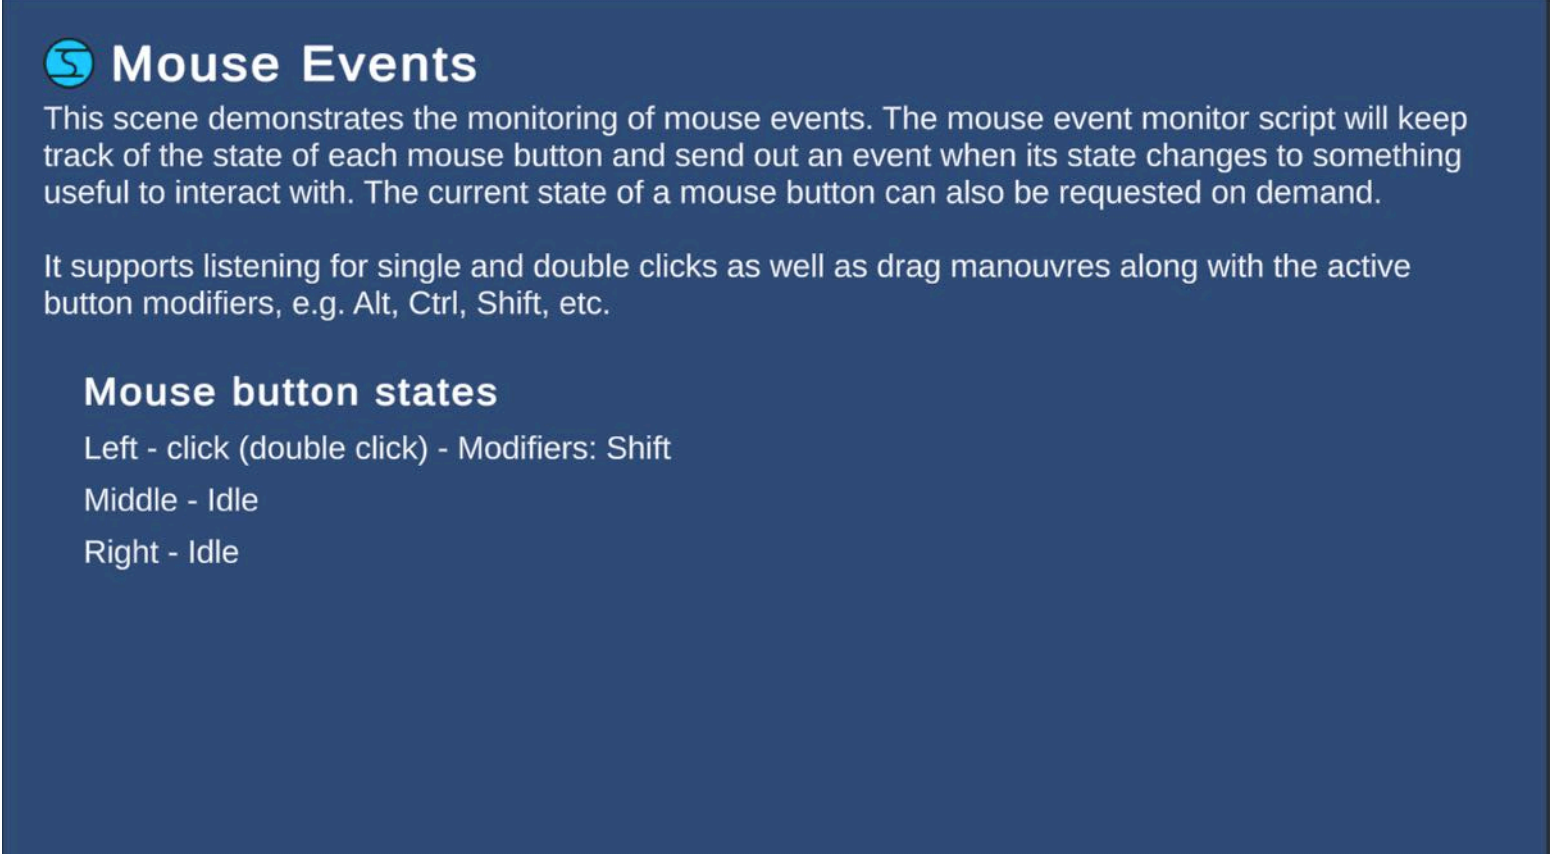 Mouse Events
This scene demonstrates the monitoring of mouse events. The mouse event monitor script will keep
track of the state of each mouse button and send out an event when its state changes to something
useful to interact with. The current state of a mouse button can also be requested on demand.
It supports listening for single and double clicks as well as drag manouvres along with the active
button modifiers, e.g. Alt, Ctrl, Shift, etc.
Mouse button states
Left - click (double click) - Modifiers: Shift
Middle - Idle
Right - Idle